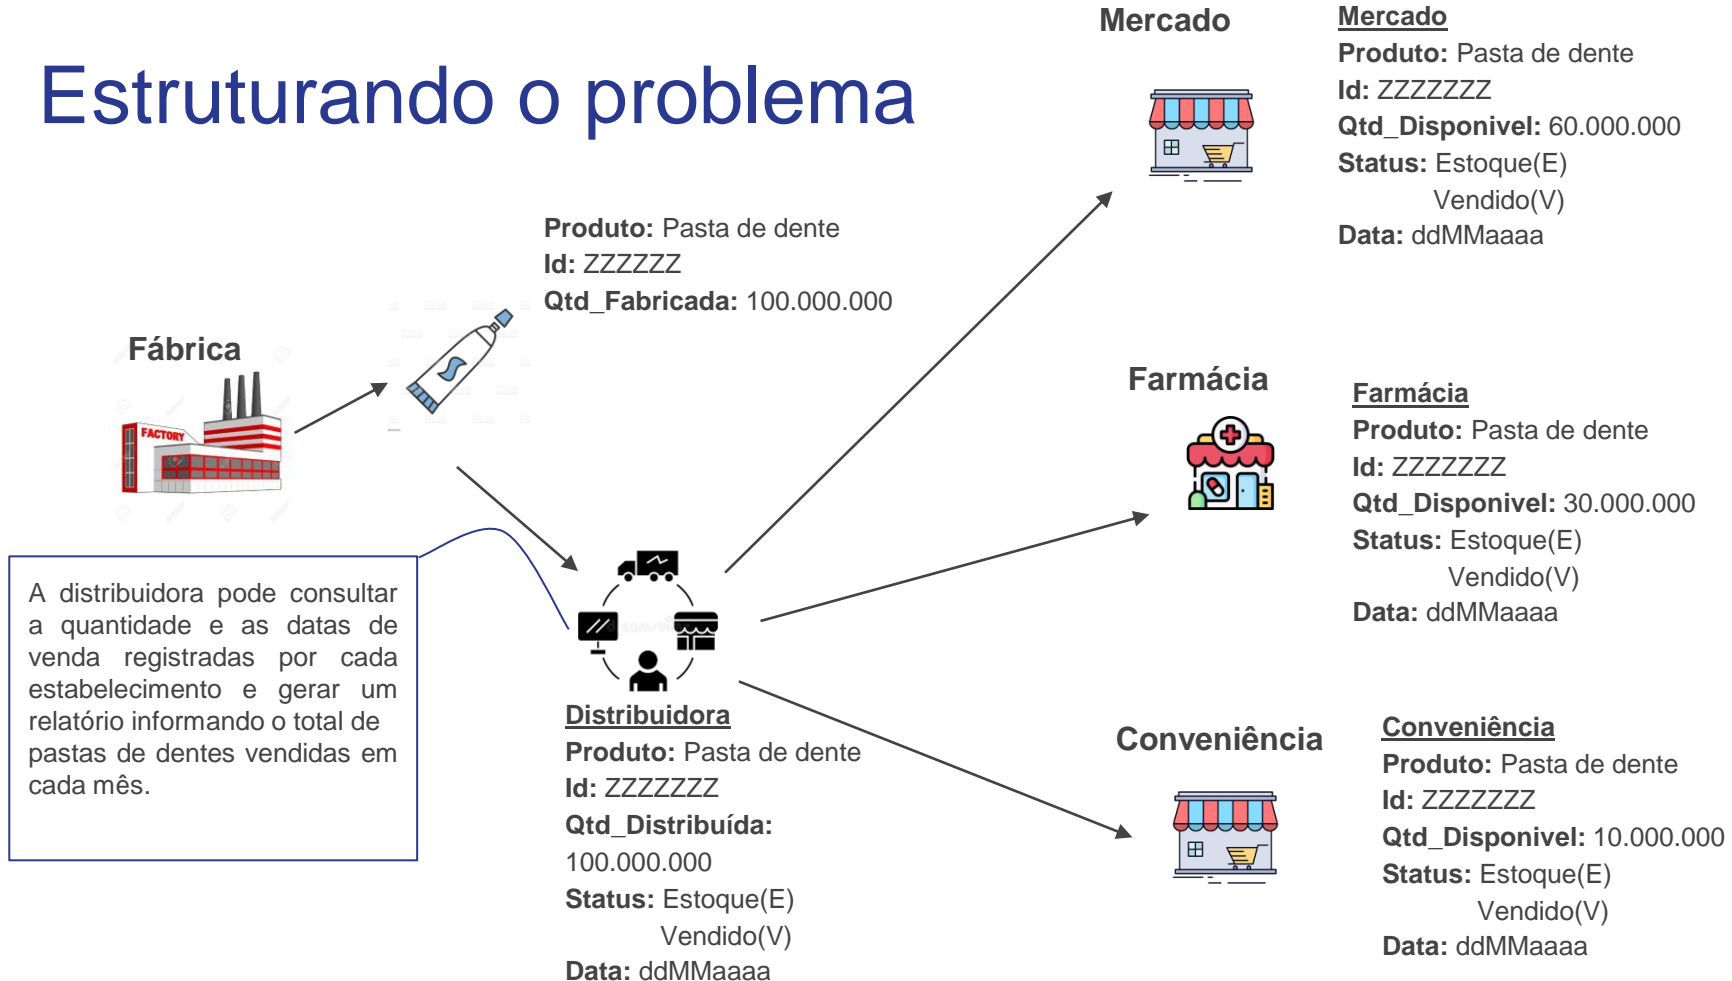 Estruturando o problema
Produto: Pasta de dente
Id: ZZZZZZ
Qtd_Fabricada: 100.000.000
Fábrica
FACTORY
A distribuidora pode consultar
a quantidade e as datas de
venda registradas por cada
estabelecimento e gerar um
relatório informando o total de
pastas de dentes vendidas em
cada mês.
Distribuidora
Produto: Pasta de dente
Id: ZZZZZZZ
Qtd_Distribuída:
100.000.000
Status: Estoque(E)
Vendido(V)
Data: ddMMaaaa
Mercado
Mercado
Produto: Pasta de dente
Id: ZZZZZZZ
Qtd_Disponivel: 60.000.000
Status: Estoque(E)
Vendido(V)
Data: ddMMaaaa
Farmácia
Farmácia
Produto: Pasta de dente
Id: ZZZZZZZ
Qtd_Disponivel: 30.000.000
Status: Estoque(E)
Vendido(V)
Data: ddMMaaaa
Conveniência
Conveniência
Produto: Pasta de dente
Id: ZZZZZZZ
Qtd_Disponivel: 10.000.000
Status: Estoque(E)
Vendido(V)
Data: ddMMaaaa